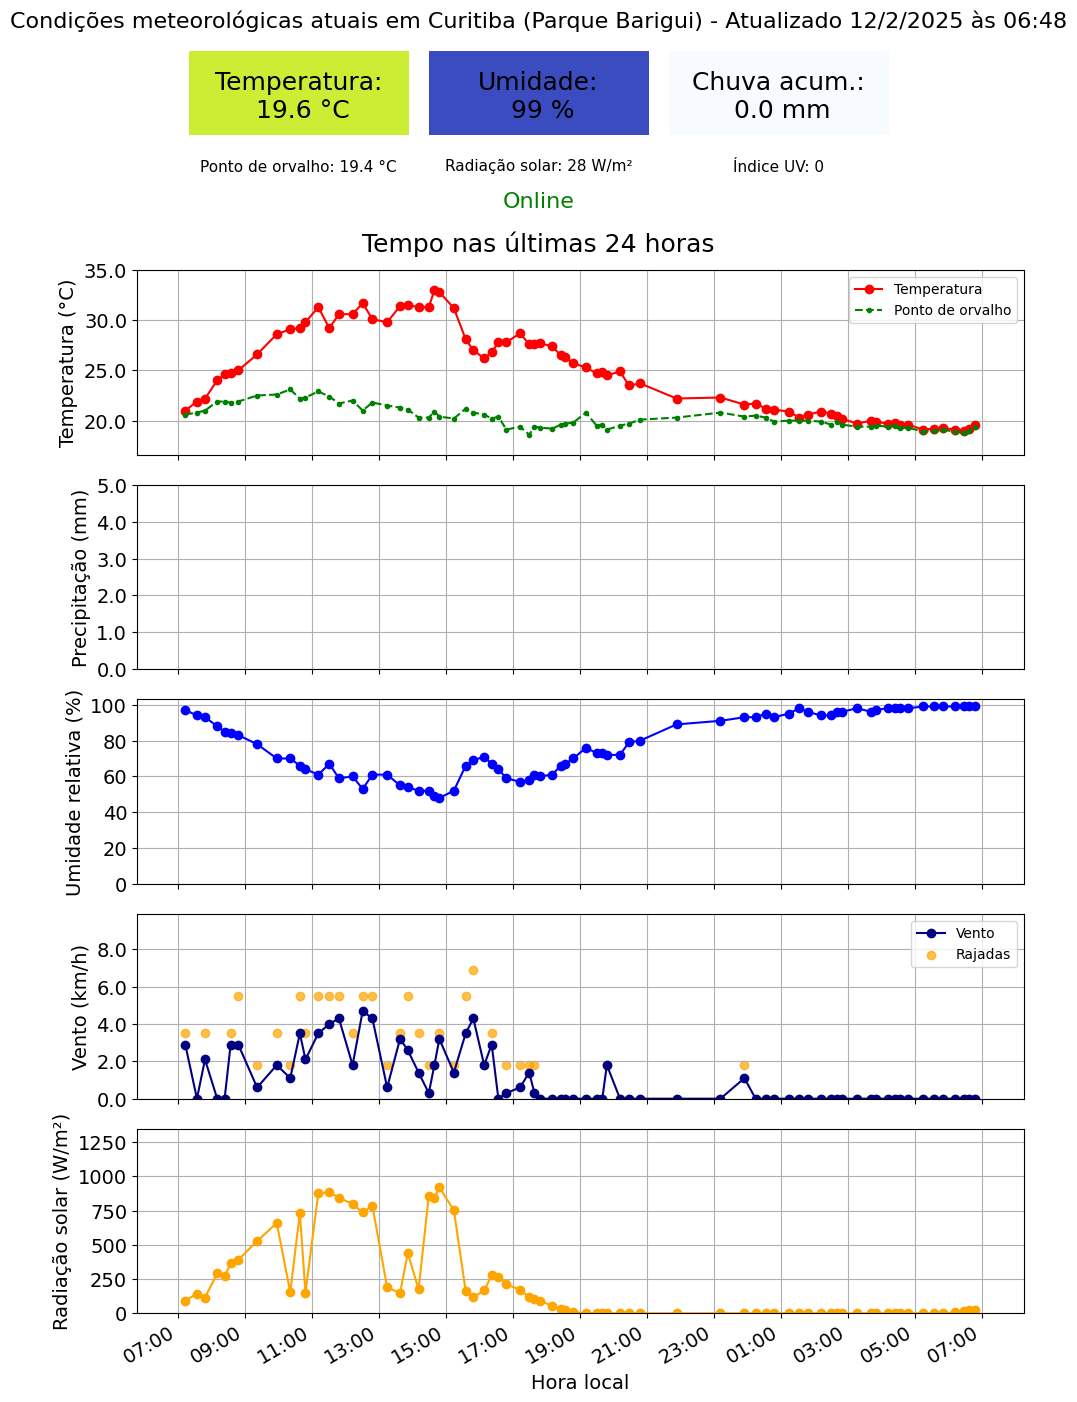 Condições meteorológicas atuais em Curitiba (Parque Barigui) - Atualizado 12/2/2025 às 06:48
Temperatura:
19.6 °C
Umidade:
99 %
Chuva acum.:
0.0 mm
Ponto de orvalho: 19.4 °C
Radiação solar: 28 W/m²
Índice UV: 0
Online
Tempo nas últimas 24 horas
Temperatura (°C)
35.0
30.0
25.0
20.0
Temperatura
Ponto de orvalho
Precipitação (mm)
5.0
4.0
3.0
2.0
1.0
0.0
Umidade relativa (%)
100
80
60
40
20
0
Vento (km/h)
8.0
6.0
4.0
2.0
0.0
Vento
Rajadas
Radiação solar (W/m²)
1250
1000
750
500
250
0
07:00
09:00
11:00
13:00
15:00
17:00
19:00
21:00
23:00
01:00
03:00
05:00
07:00
Hora local